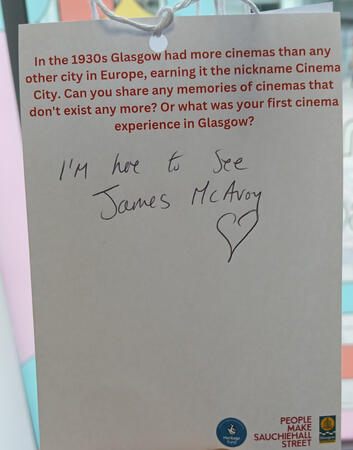 In the 1930s Glasgow had more cinemas than any
other city in Europe, earning it the nickname Cinema
City. Can you share any memories of cinemas that
don't exist any more? Or what was your first cinema
experience in Glasgow?
I'm here to See
James McAvoy
Heritage
Fund
PEOPLE
MAKE
SAUCHIEHALL
STREET